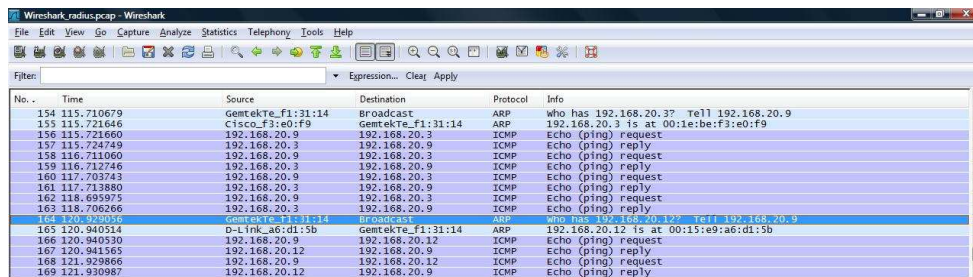 Wireshark_radius.pcap - Wireshark
File Edit View Go Capture Analyze Statistics Telephony Tools Help
Filter: Expression... Clear Apply
No. . Time Source Destination Protocol Info
154 115.710679 GemtekTe_f1:31:14 Broadcast ARP Who has 192.168.20.3? Tell 192.168.20.9
155 115.721646 Cisco_f3:e0:f9 GemtekTe_f1:31:14 ARP 192.168.20.3 is at 00:1e:be:f3:e0:f9
156 115.721660 192.168.20.9 192.168.20.3 ICMP Echo (ping) request
157 115.724749 192.168.20.3 192.168.20.9 ICMP Echo (ping) reply
158 116.711060 192.168.20.9 192.168.20.3 ICMP Echo (ping) request
159 116.712746 192.168.20.3 192.168.20.9 ICMP Echo (ping) reply
160 117.703743 192.168.20.9 192.168.20.3 ICMP Echo (ping) request
161 117.713880 192.168.20.3 192.168.20.9 ICMP Echo (ping) reply
162 118.695975 192.168.20.9 192.168.20.3 ICMP Echo (ping) request
163 118.706266 192.168.20.3 192.168.20.9 ICMP Echo (ping) reply
164 120.929056 GemtekTe_f1:31:14 Broadcast ARP Who has 192.168.20.12? Tell 192.168.20.9
165 120.940514 D-Link_a6:d1:5b GemtekTe_f1:31:14 ARP 192.168.20.12 is at 00:15:e9:a6:d1:5b
166 120.940530 192.168.20.9 192.168.20.12 ICMP Echo (ping) request
167 120.941565 192.168.20.12 192.168.20.9 ICMP Echo (ping) reply
168 121.929866 192.168.20.9 192.168.20.12 ICMP Echo (ping) request
169 121.930987 192.168.20.12 192.168.20.9 ICMP Echo (ping) reply